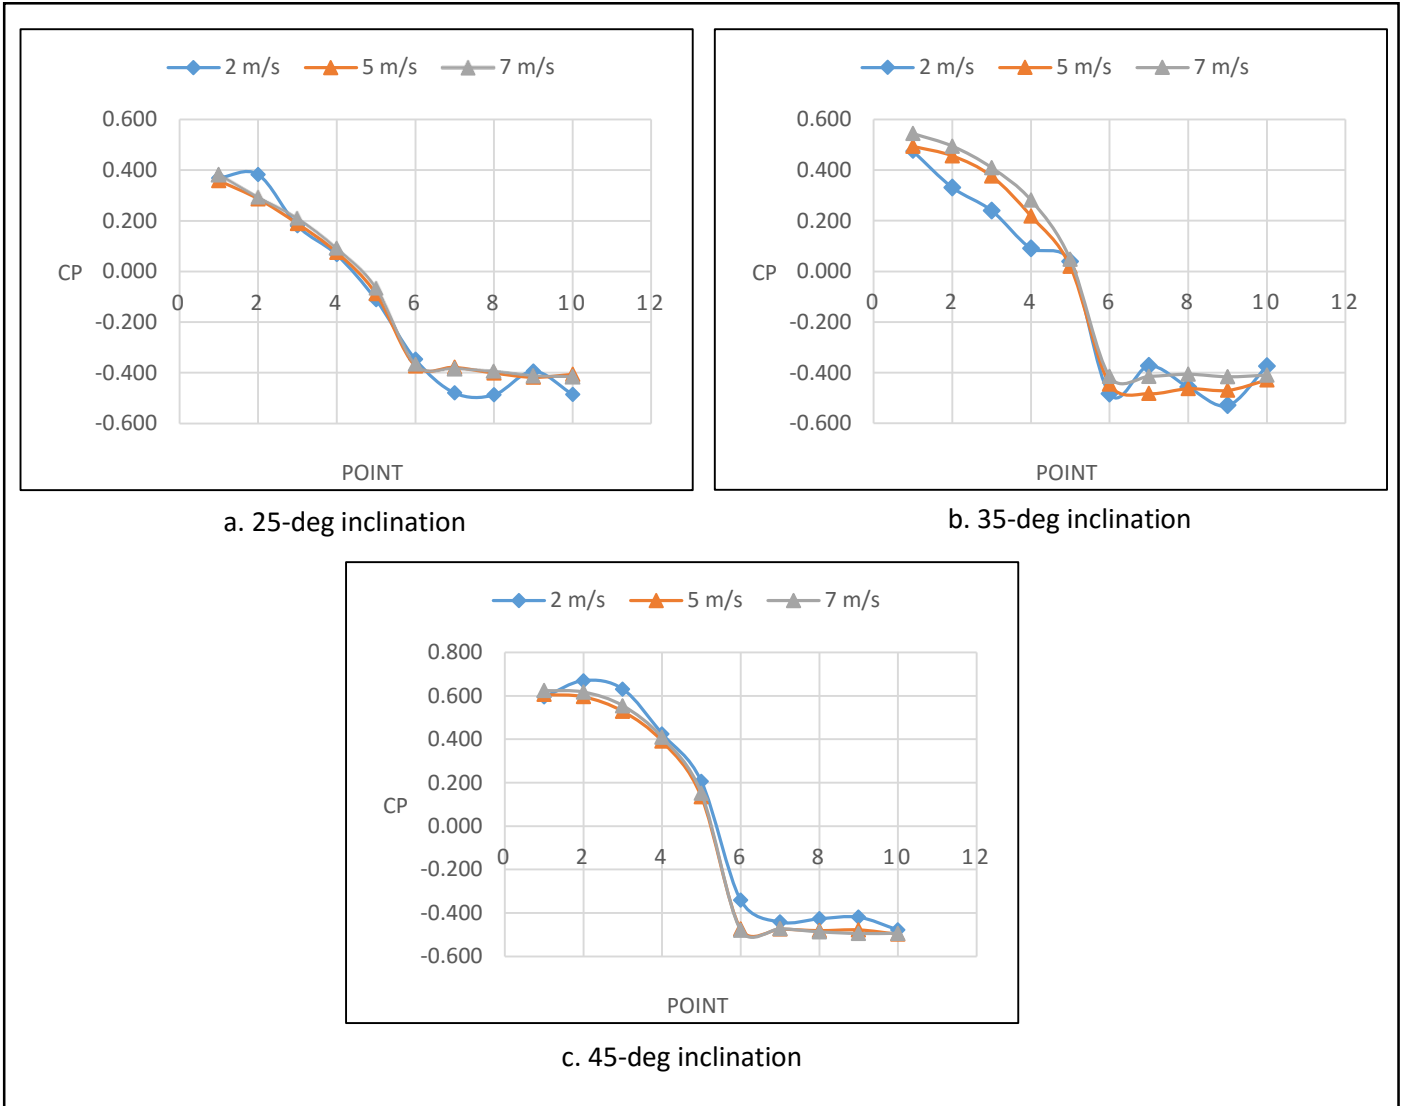 2 m/s 5 m/s 7 m/s
0.600
0.400
0.200
0.000
-0.200
-0.400
-0.600
CP
0 2 4 6 8 10 12
POINT
a. 25-deg inclination
2 m/s 5 m/s 7 m/s
0.600
0.400
0.200
0.000
-0.200
-0.400
-0.600
CP
0 2 4 6 8 10 12
POINT
b. 35-deg inclination
2 m/s 5 m/s 7 m/s
0.800
0.600
0.400
0.200
0.000
-0.200
-0.400
-0.600
CP
0 2 4 6 8 10 12
POINT
c. 45-deg inclination